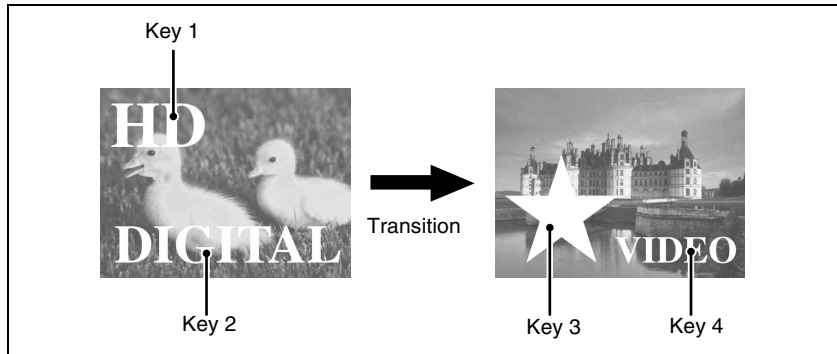 Key 1
HD
DIGITAL
Key 2
Transition
VIDEO
Key 3
Key 4